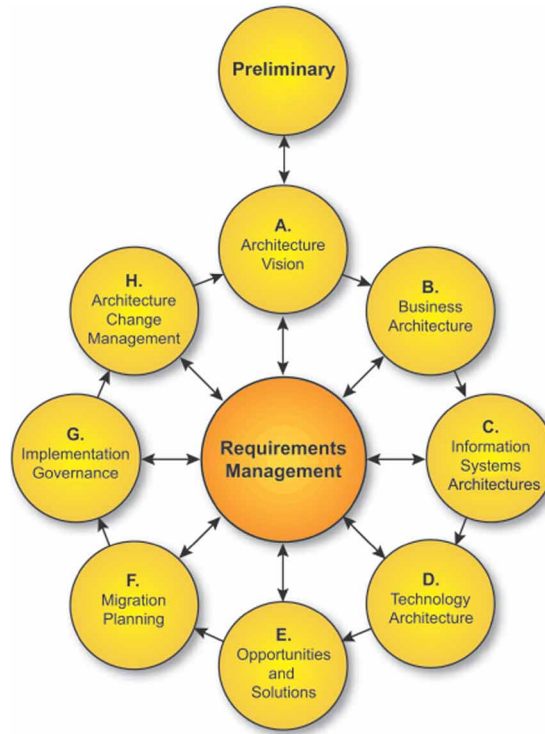 Preliminary
A.
Architecture
Vision
B.
Business
Architecture
C.
Information
Systems
Architectures
D.
Technology
Architecture
E.
Opportunities
and
Solutions
F.
Migration
Planning
G.
Implementation
Governance
H.
Architecture
Change
Management
Requirements
Management